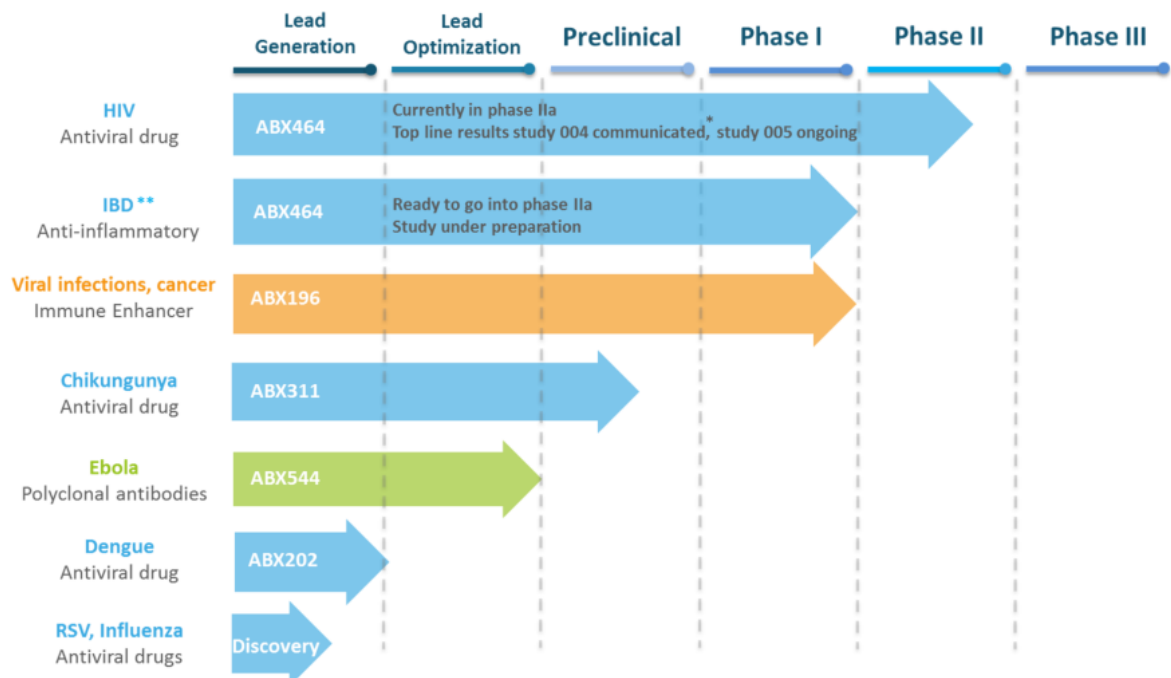 Lead
Generation
Lead
Optimization
Preclinical
Phase I
Phase II
Phase III
HIV
Antiviral drug
ABX464
Currently in phase IIa
Top line results study 004 communicated,* study 005 ongoing
IBD **
Anti-inflammatory
ABX464
Ready to go into phase IIa
Study under preparation
Viral infections, cancer
Immune Enhancer
ABX196
Chikungunya
Antiviral drug
ABX311
Ebola
Polyclonal antibodies
ABX544
Dengue
Antiviral drug
ABX202
RSV, Influenza
Antiviral drugs
Discovery